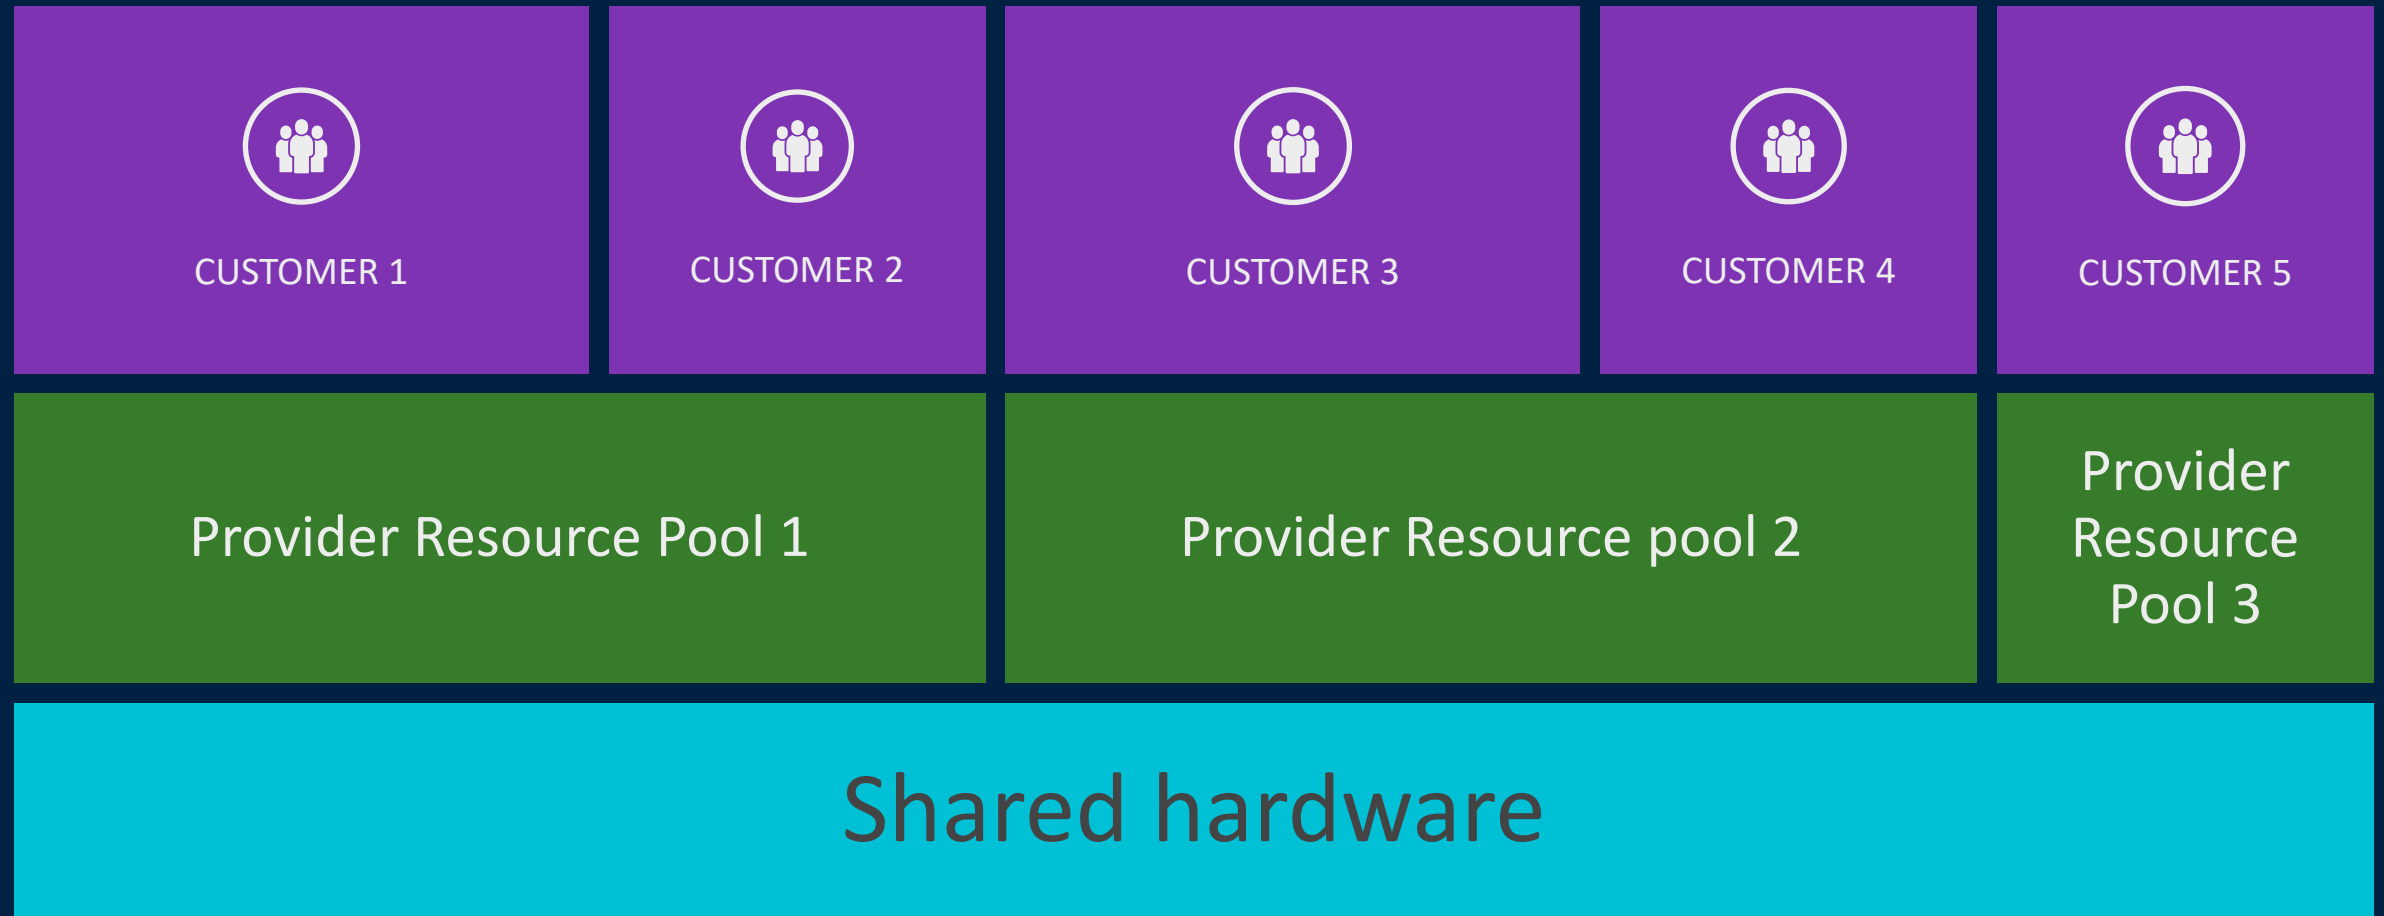 CUSTOMER 1
CUSTOMER 2
CUSTOMER 3
CUSTOMER 4
CUSTOMER 5
Provider Resource Pool 1
Provider Resource pool 2
Provider
Resource
Pool 3
Shared hardware